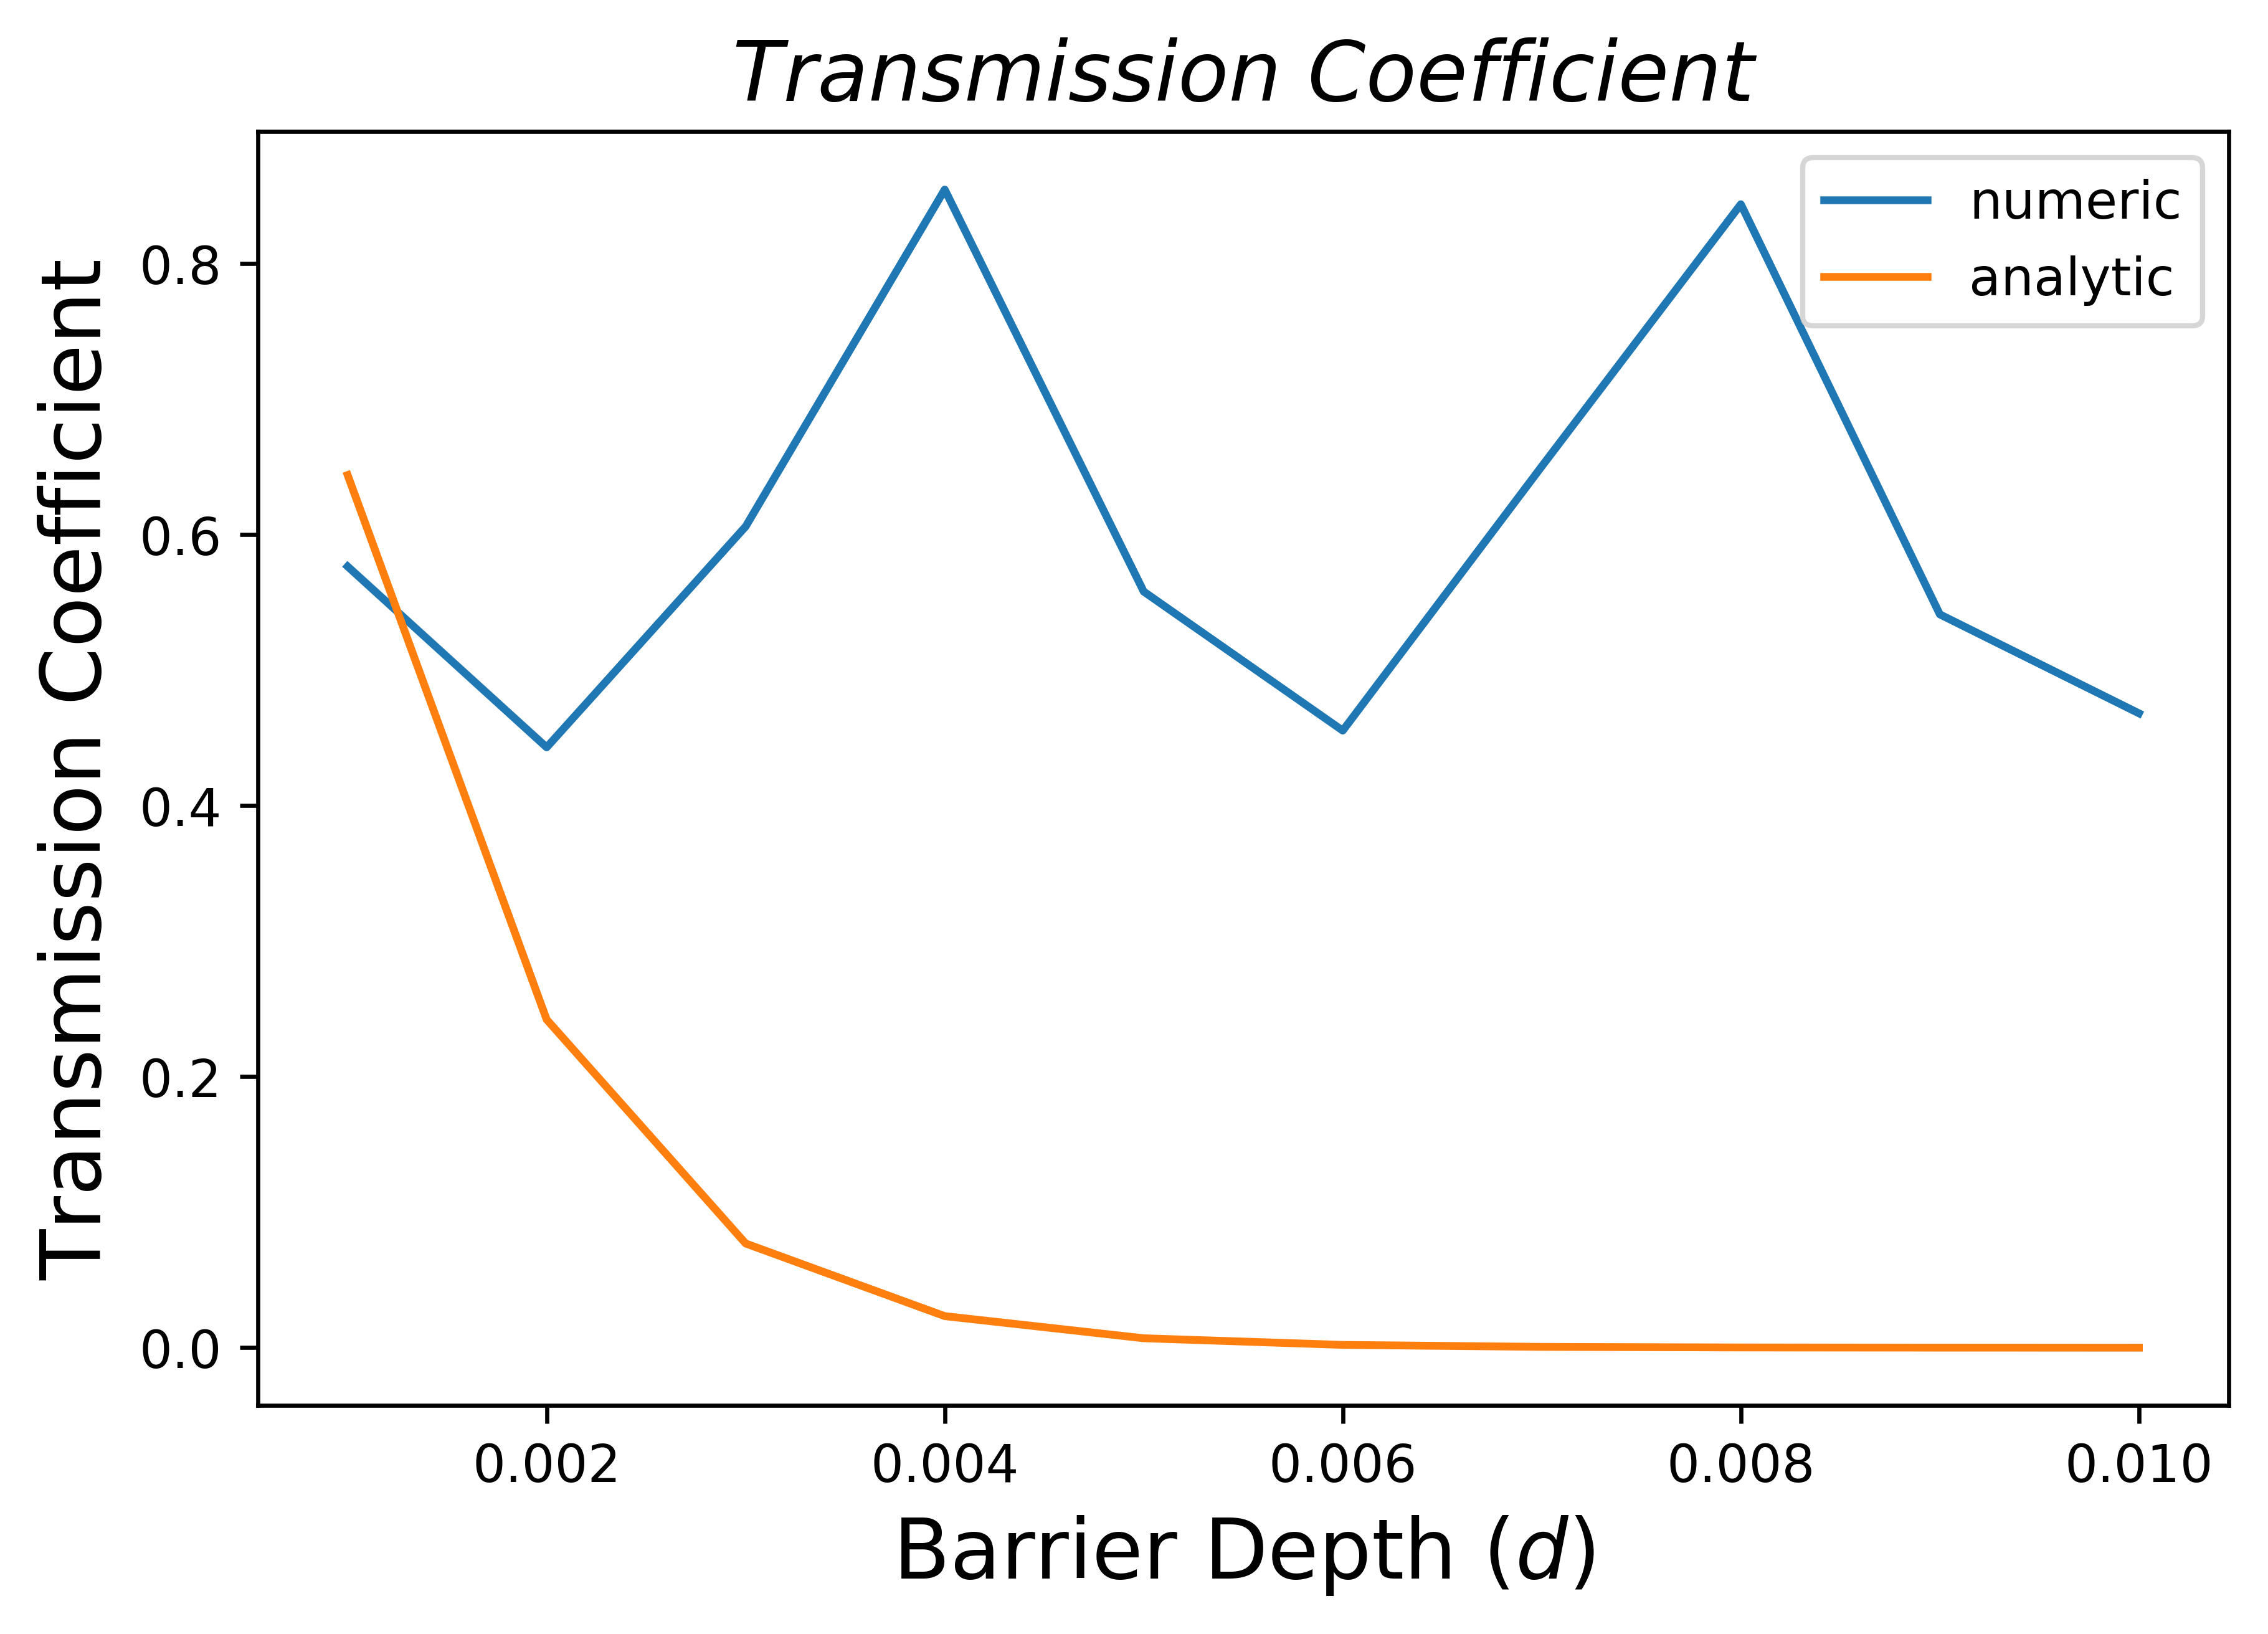 Transmission Coefficient
Transmission Coefficient
numeric
analytic
0.8
0.6
0.4
0.2
0.0
0.002 0.004 0.006 0.008 0.010
Barrier Depth (d)